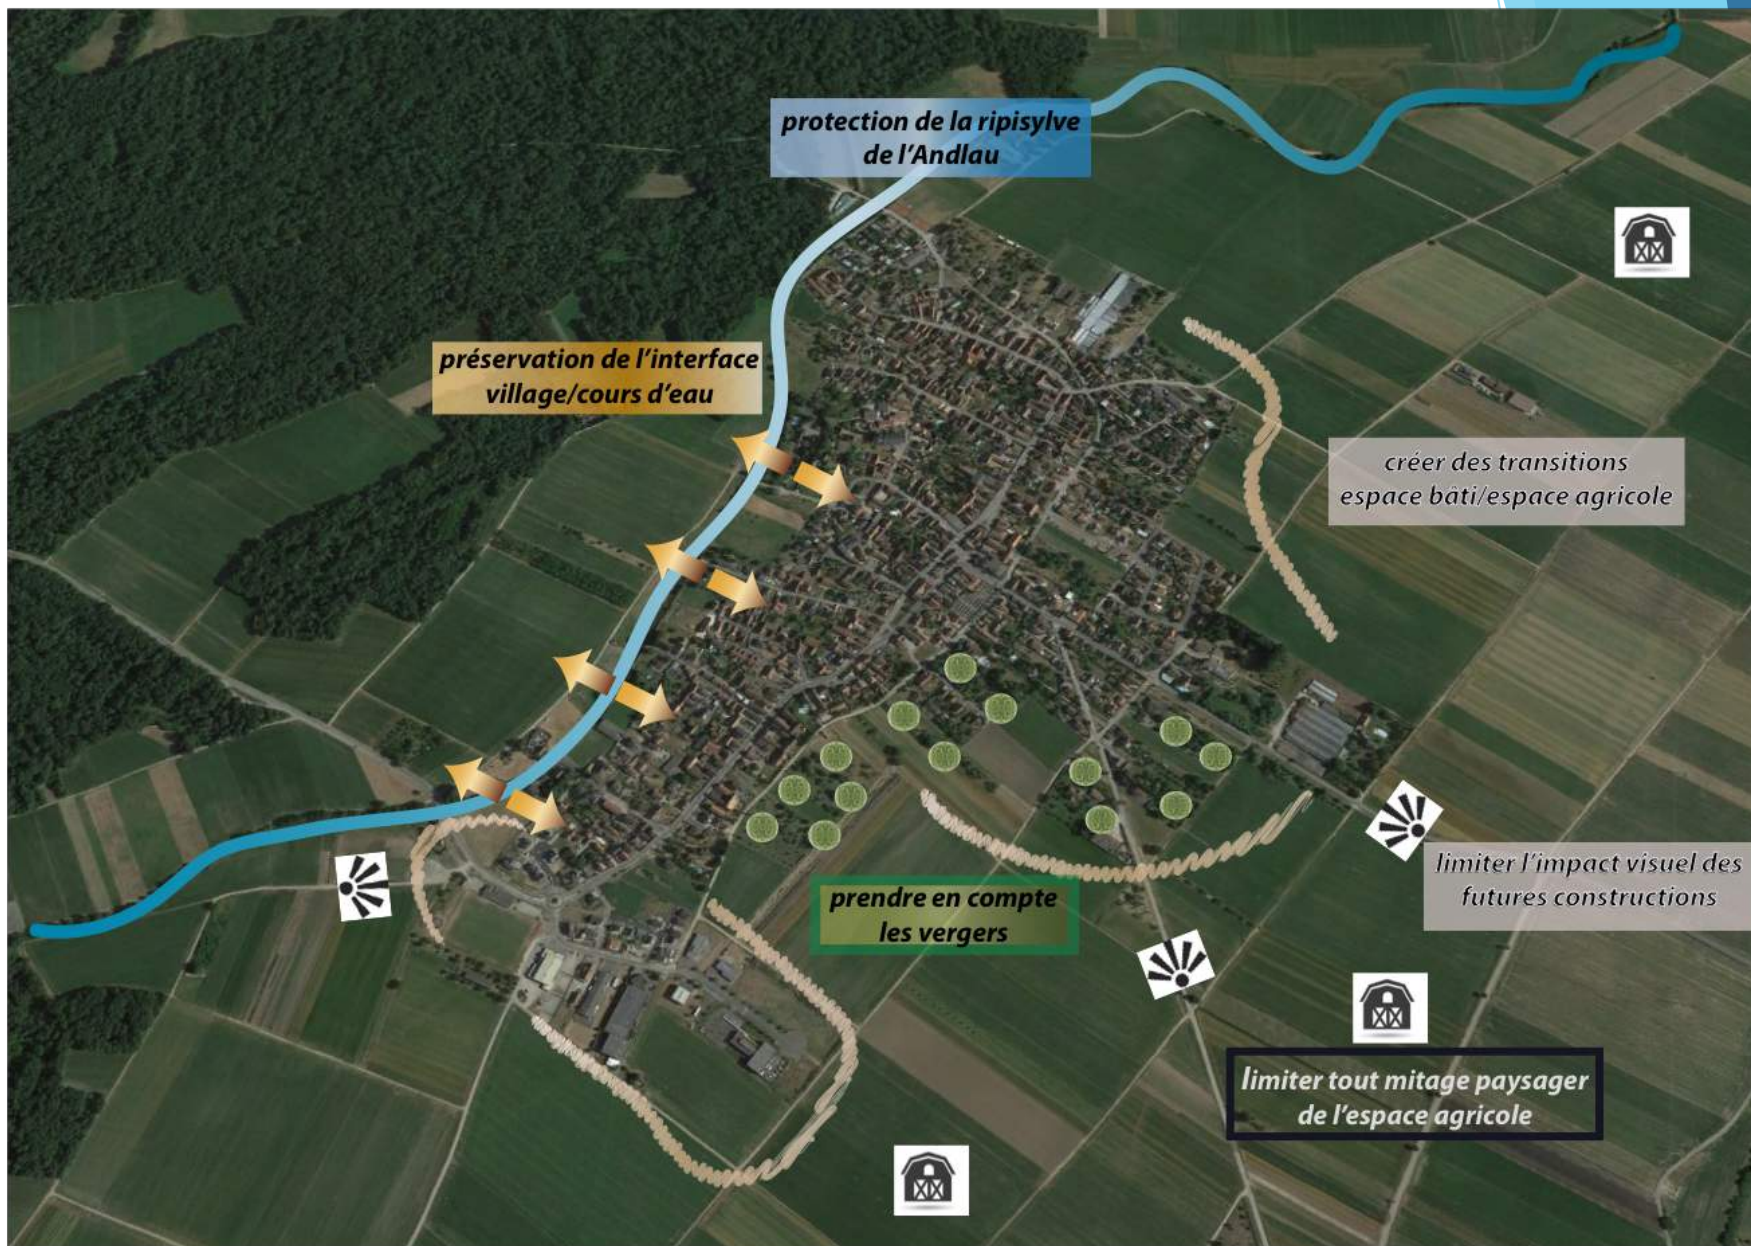 protection de la ripisylve
de l'Andlau
préservation de l'interface
village/cours d'eau
créer des transitions
espace bâti/espace agricole
limiter l'impact visuel des
futures constructions
prendre en compte
les vergers
limiter tout mitage paysager
de l'espace agricole